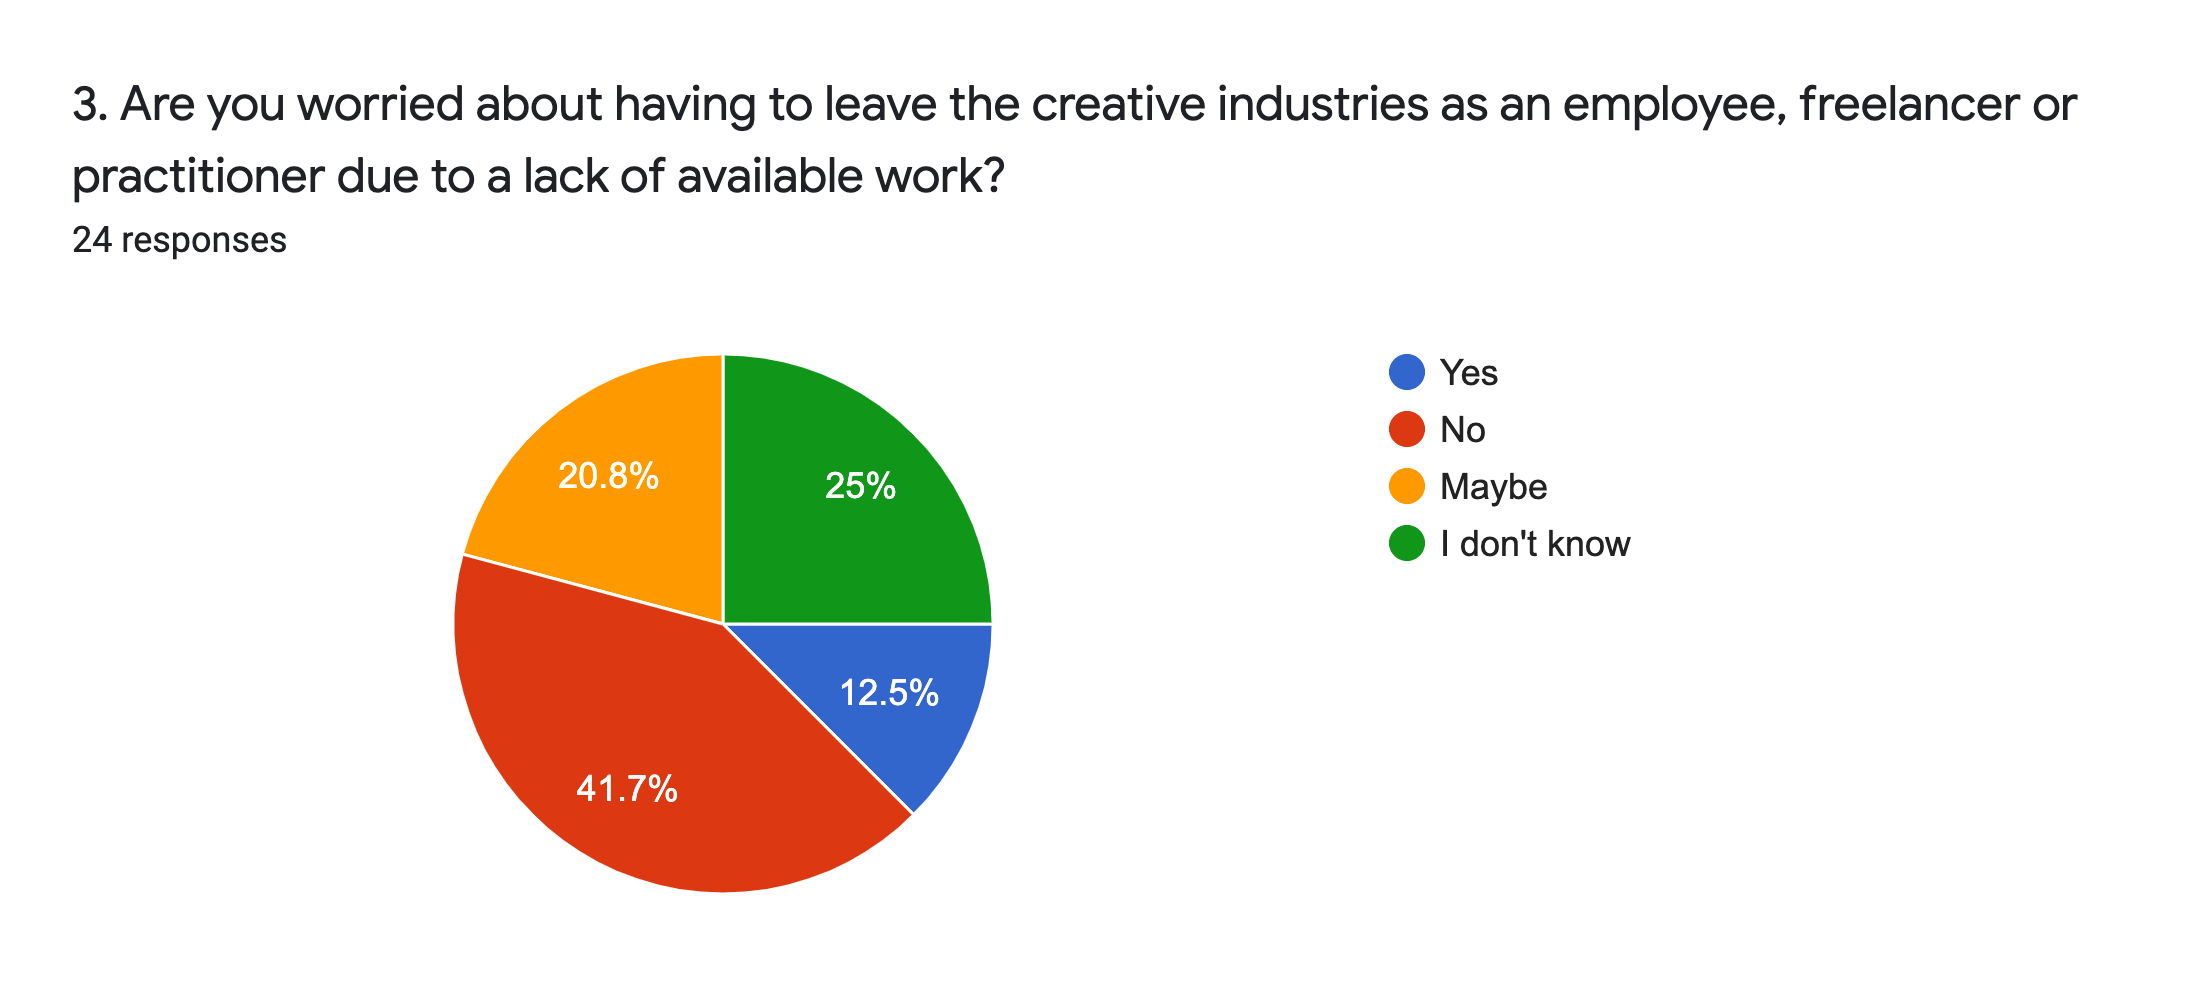 3. Are you worried about having to leave the creative industries as an employee, freelancer or
practitioner due to a lack of available work?
24 responses
20.8%
25%
12.5%
41.7%
Yes
No
Maybe
I don't know